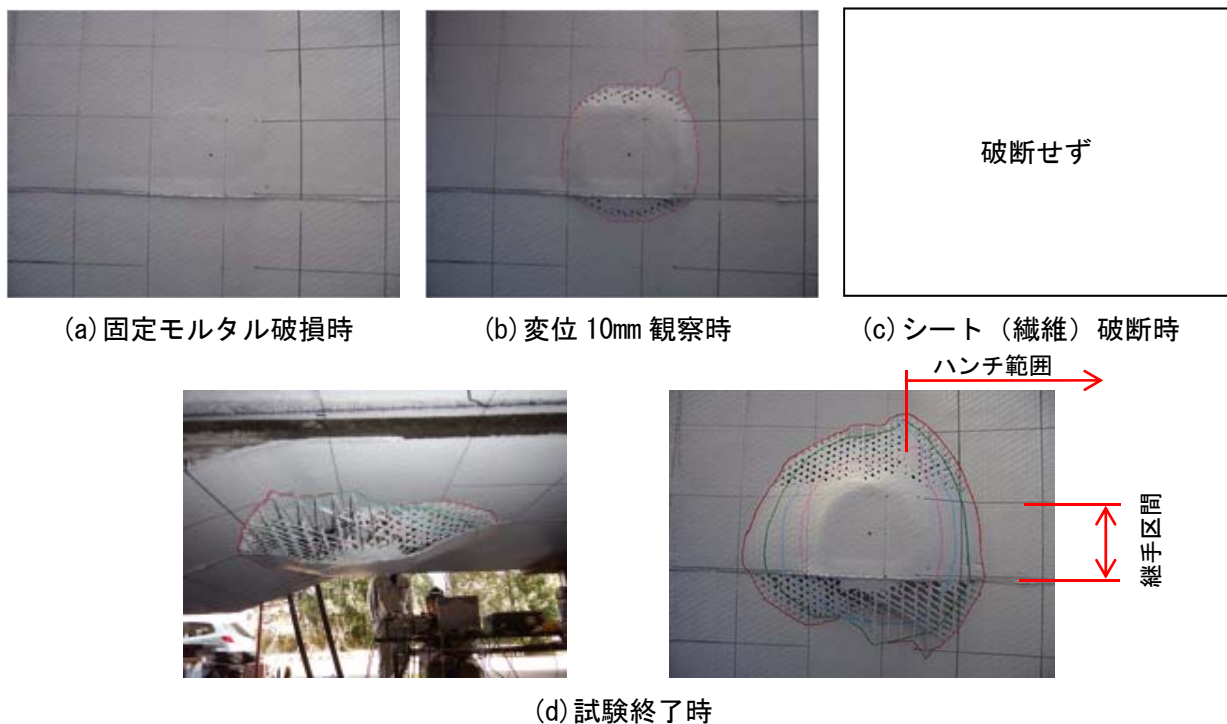 破断せず
(a)固定モルタル破損時
(b)変位 10mm 観察時
(c)シート（繊維）破断時
ハンチ範囲
継手区間
(d)試験終了時